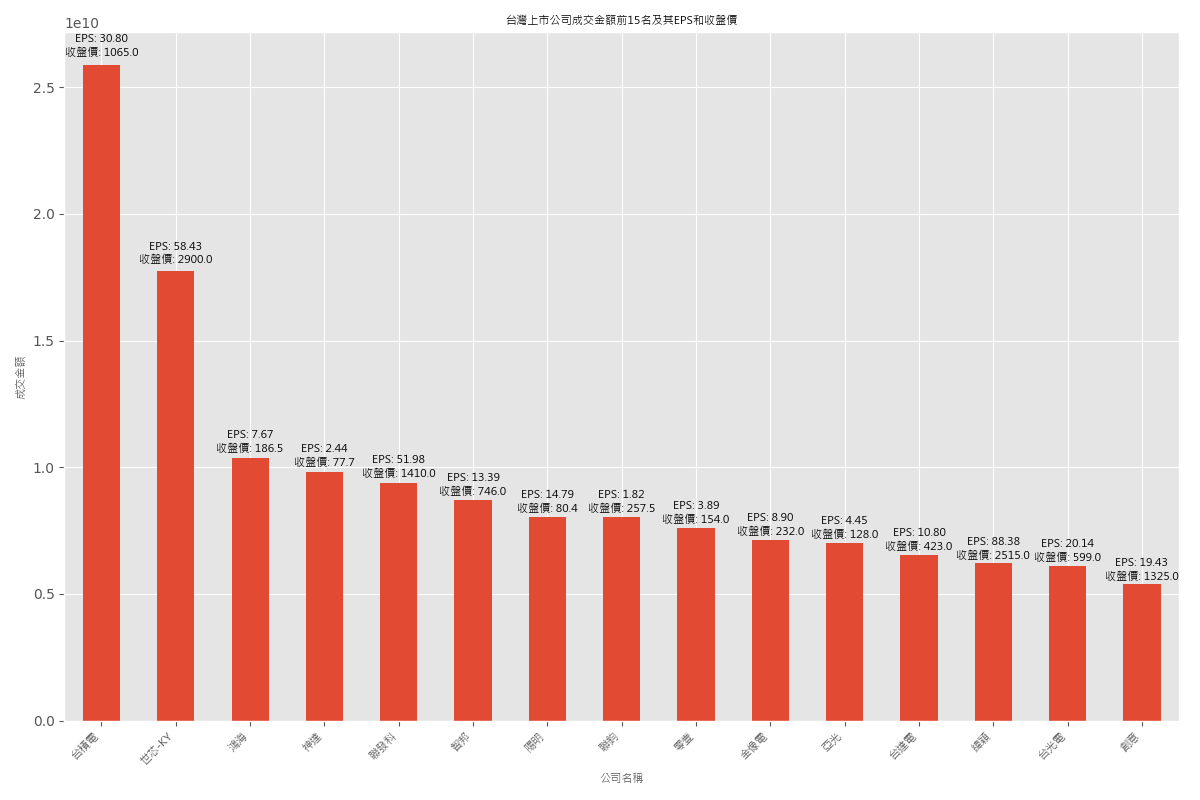 台灣上市公司成交金額前15名及其EPS和收盤價
1e10
2.5
2.0
1.5
1.0
0.5
0.0
成交金額
EPS: 30.80
收盤價: 1065.0
EPS: 58.43
收盤價: 2900.0
EPS: 7.67
收盤價: 186.5
EPS: 2.44
收盤價: 77.7
EPS: 51.98
收盤價: 1410.0
EPS: 13.39
收盤價: 746.0
EPS: 14.79
收盤價: 80.4
EPS: 1.82
收盤價: 257.5
EPS: 3.89
收盤價: 154.0
EPS: 8.90
收盤價: 232.0
EPS: 4.45
收盤價: 128.0
EPS: 10.80
收盤價: 423.0
EPS: 88.38
收盤價: 2515.0
EPS: 20.14
收盤價: 599.0
EPS: 19.43
收盤價: 1325.0
台積電
世芯-KY
鴻海
神達
聯發科
智邦
陽明
聯鈞
金像電
亞光
台達電
緯穎
台光電
創意
公司名稱